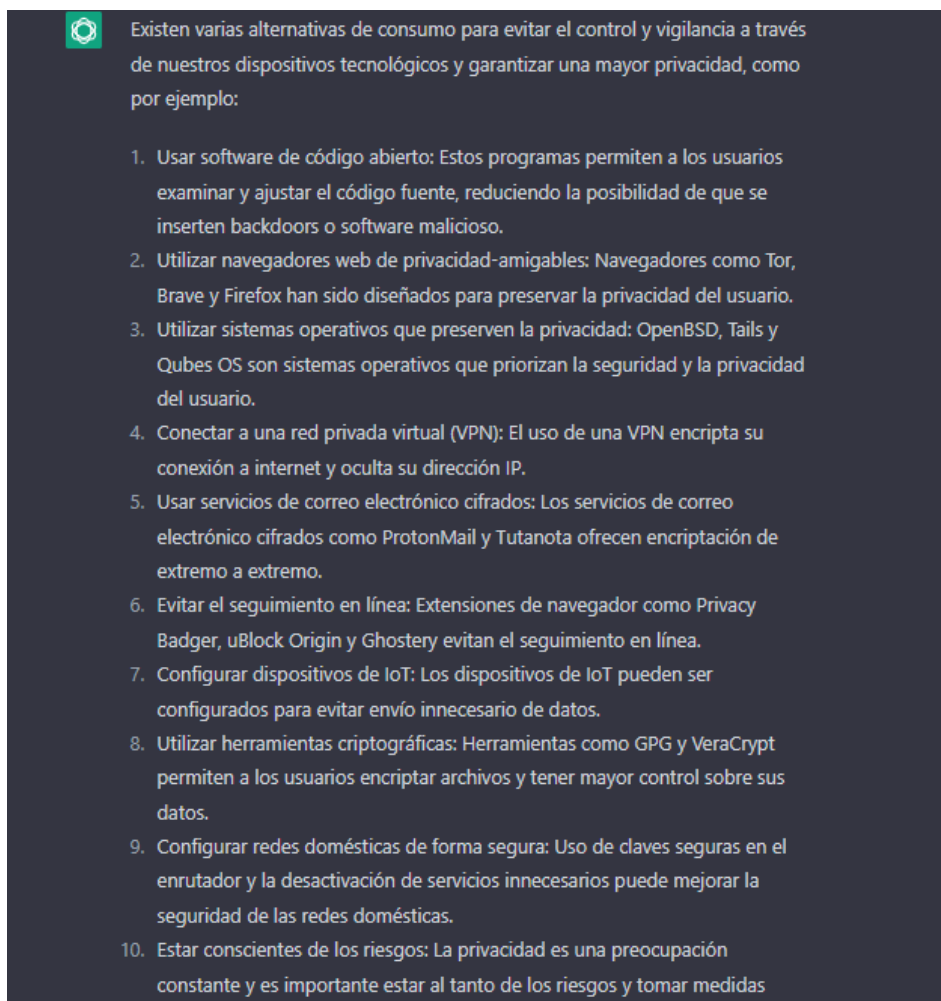 Existen varias alternativas de consumo para evitar el control y vigilancia a través
de nuestros dispositivos tecnológicos y garantizar una mayor privacidad, como
por ejemplo:
1. Usar software de código abierto: Estos programas permiten a los usuarios
examinar y ajustar el código fuente, reduciendo la posibilidad de que se
inserten backdoors o software malicioso.
2. Utilizar navegadores web de privacidad-amigables: Navegadores como Tor,
Brave y Firefox han sido diseñados para preservar la privacidad del usuario.
3. Utilizar sistemas operativos que preserven la privacidad: OpenBSD, Tails y
Qubes OS son sistemas operativos que priorizan la seguridad y la privacidad
del usuario.
4. Conectar a una red privada virtual (VPN): El uso de una VPN encripta su
conexión a internet y oculta su dirección IP.
5. Usar servicios de correo electrónico cifrados: Los servicios de correo
electrónico cifrados como ProtonMail y Tutanota ofrecen encriptación de
extremo a extremo.
6. Evitar el seguimiento en línea: Extensiones de navegador como Privacy
Badger, uBlock Origin y Ghostery evitan el seguimiento en línea.
7. Configurar dispositivos de IoT: Los dispositivos de IoT pueden ser
configurados para evitar envío innecesario de datos.
8. Utilizar herramientas criptográficas: Herramientas como GPG y VeraCrypt
permiten a los usuarios encriptar archivos y tener mayor control sobre sus
datos.
9. Configurar redes domésticas de forma segura: Uso de claves seguras en el
enrutador y la desactivación de servicios innecesarios puede mejorar la
seguridad de las redes domésticas.
10. Estar conscientes de los riesgos: La privacidad es una preocupación
constante y es importante estar al tanto de los riesgos y tomar medidas